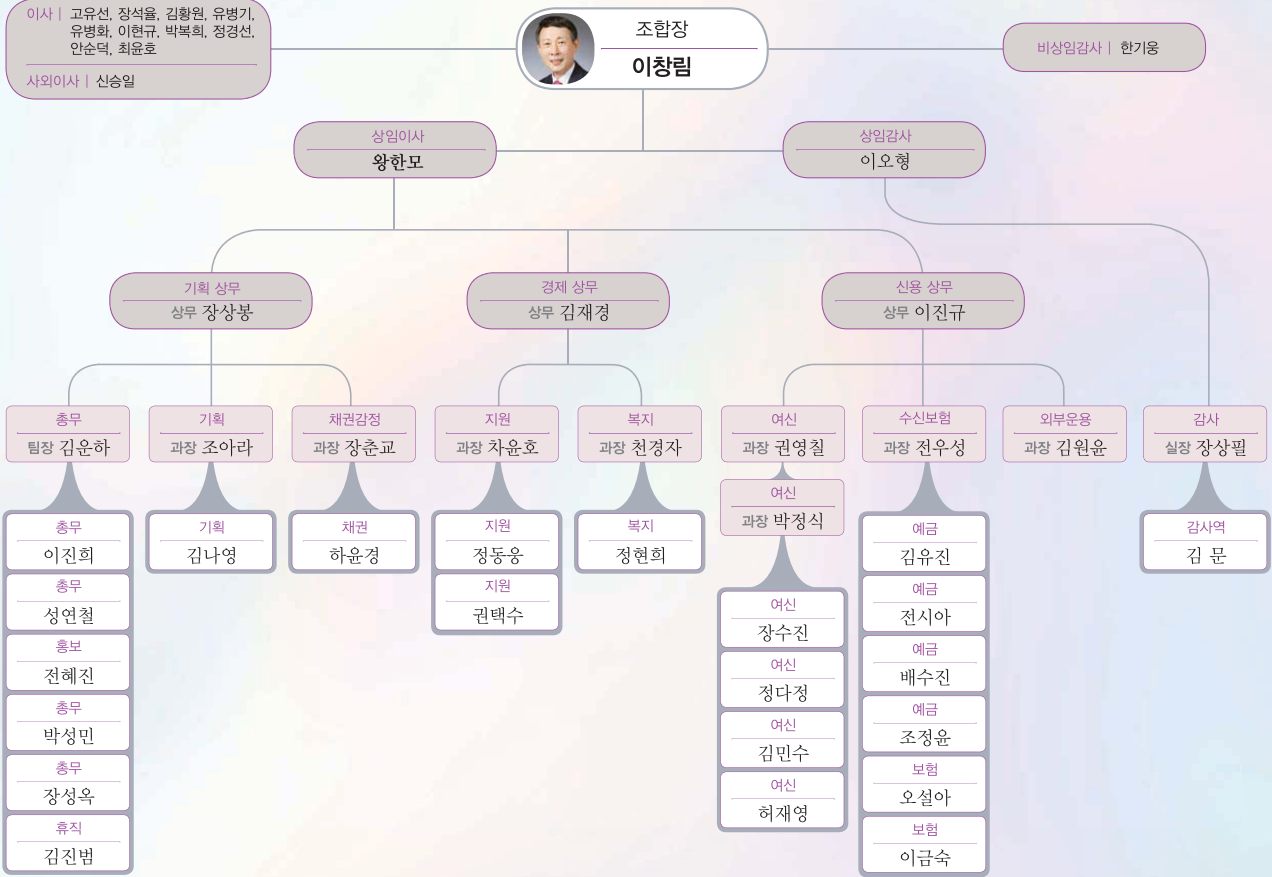 이사 | 고유선, 장석율, 김황원, 유병기,
유병화, 이현규, 박복희, 정경선,
안순덕, 최윤호
사외이사 | 신승일
조합장
이창림
비상임감사 | 한기웅
상임이사
왕한모
상임감사
이오형
기획 상무
상무 장상봉
경제 상무
상무 김재경
신용 상무
상무 이진규
총무
팀장 김운하
기획
과장 조아라
채권감정
과장 장춘교
지원
과장 차윤호
복지
과장 천경자
여신
과장 권영칠
수신보험
과장 전우성
외부운용
과장 김원윤
감사
실장 장상필
총무
이진희
총무
성연철
홍보
전혜진
총무
박성민
총무
장성옥
휴직
김진범
기획
김나영
채권
하윤경
지원
정동웅
지원
권택수
복지
정현희
여신
과장 박정식
여신
장수진
여신
정다정
여신
김민수
여신
허재영
예금
김유진
예금
전시아
예금
배수진
예금
조정윤
보험
오설아
보험
이금숙
감사역
김 문